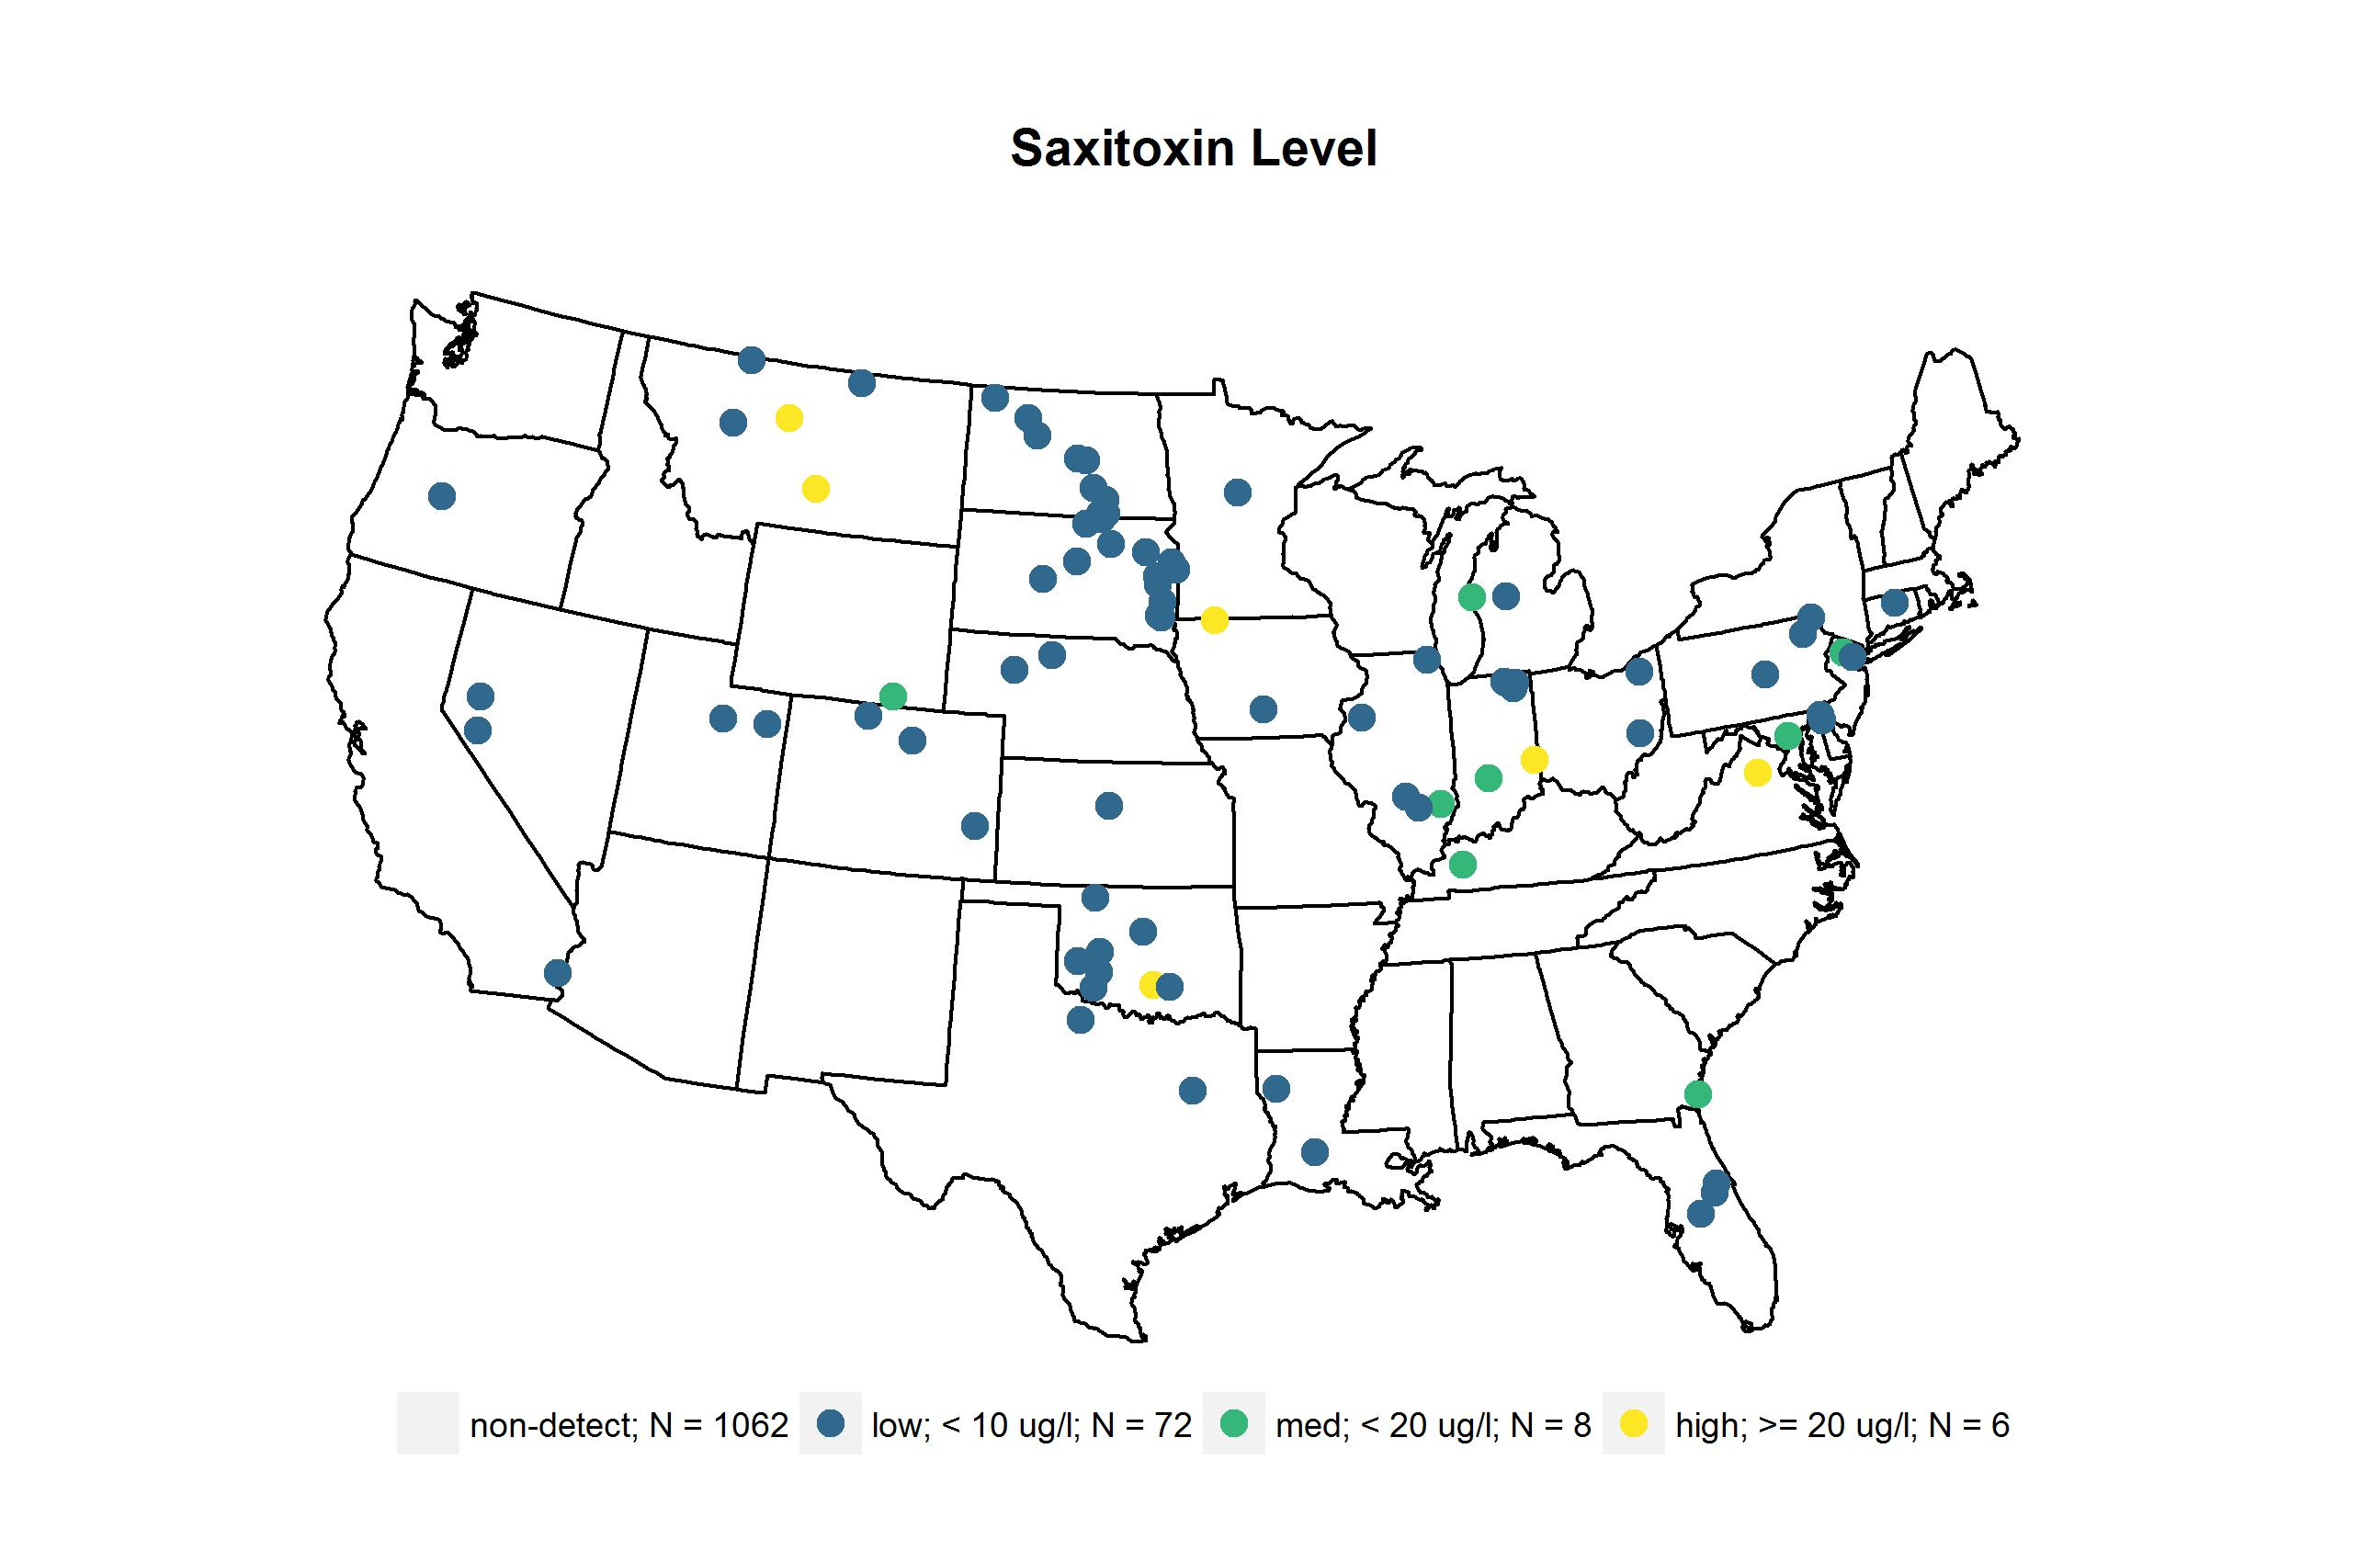 Saxitoxin Level
non-detect; N = 1062 low; < 10 ug/l; N = 72 med; < 20 ug/l; N = 8 high; >= 20 ug/l; N = 6